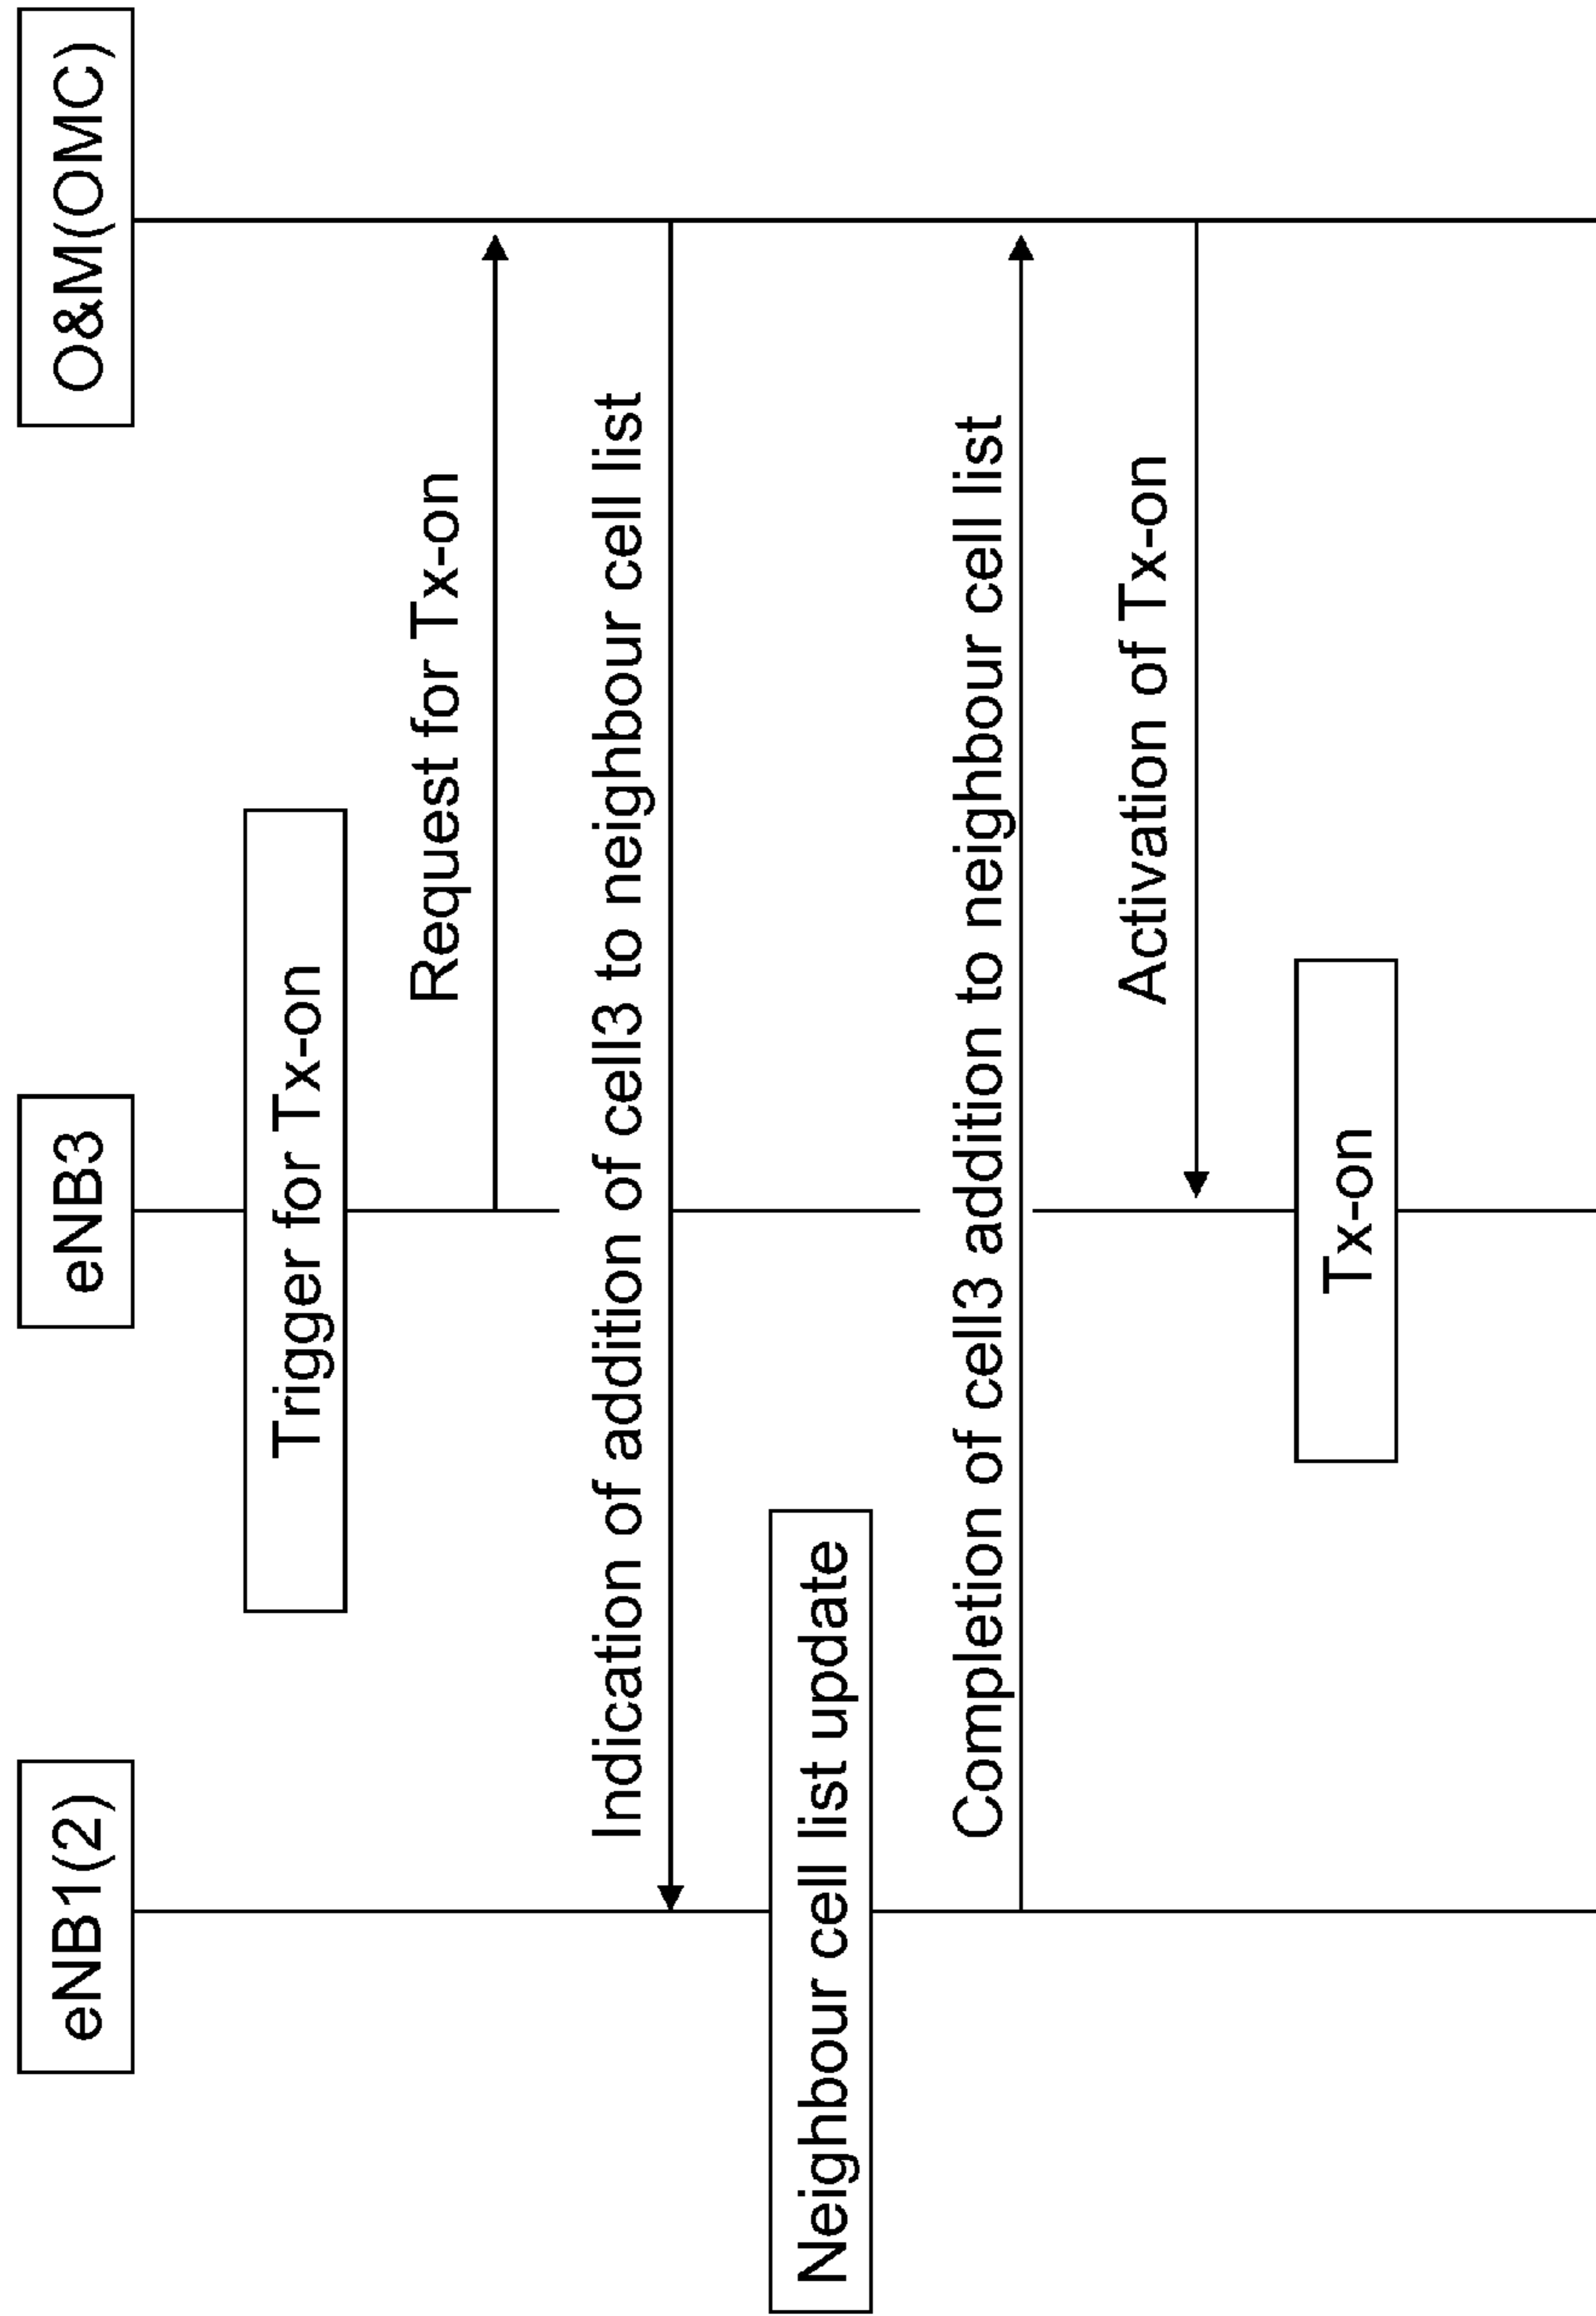 eNB1(2)
eNB3
O&M(OMC)
Trigger for Tx-on
Request for Tx-on
Indication of addition of cell3 to neighbour cell list
Neighbour cell list update
Completion of cell3 addition to neighbour cell list
Activation of Tx-on
Tx-on